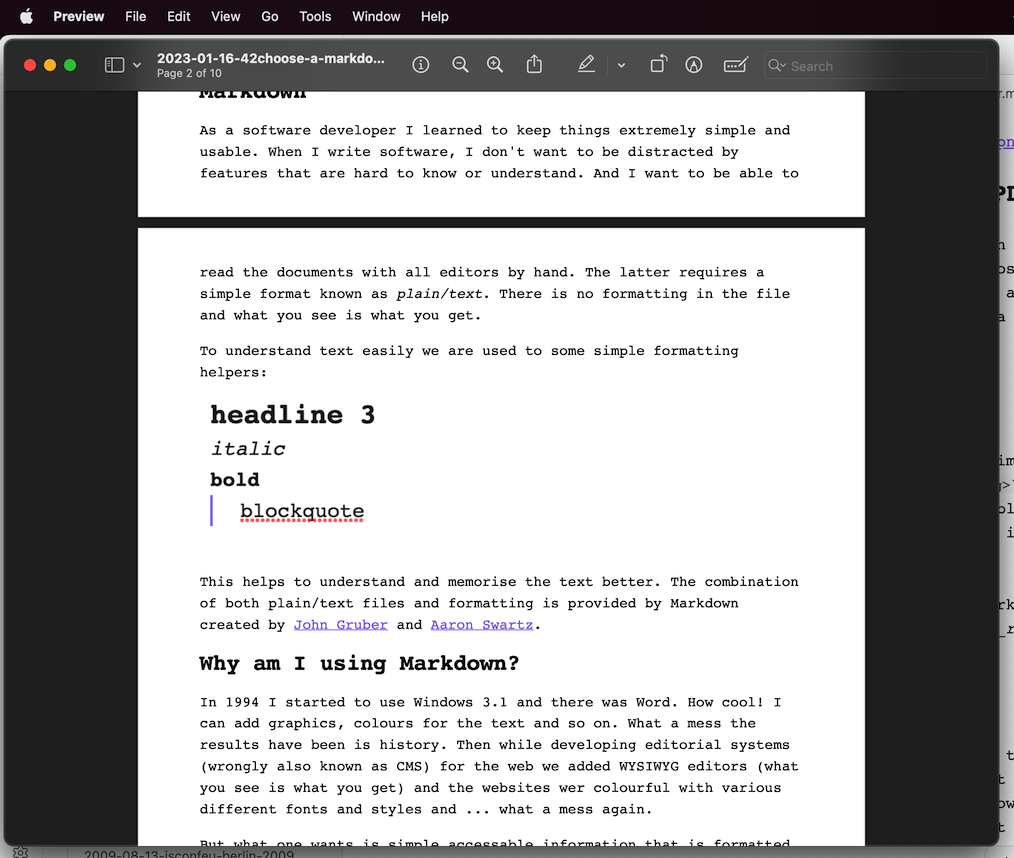 Preview File Edit View Go Tools Window Help
2023-01-16-42choose-a-markdo...
Page 2 of 10
Search
Markdown
As a software developer I learned to keep things extremely simple and
usable. When I write software, I don't want to be distracted by
features that are hard to know or understand. And I want to be able to
read the documents with all editors by hand. The latter requires a
simple format known as plain/text. There is no formatting in the file
and what you see is what you get.
To understand text easily we are used to some simple formatting
helpers:
headline 3
italic
bold
blockquote
This helps to understand and memorise the text better. The combination
of both plain/text files and formatting is provided by Markdown
created by John Gruber and Aaron Swartz.
Why am I using Markdown?
In 1994 I started to use Windows 3.1 and there was Word. How cool! I
can add graphics, colours for the text and so on. What a mess the
results have been is history. Then while developing editorial systems
(wrongly also known as CMS) for the web we added WYSIWYG editors (what
you see is what you get) and the websites wer colourful with various
different fonts and styles and ... what a mess again.
But what one wants is simple accessable information that is formatted
2009-08-13-jsconfeu-berlin-2009